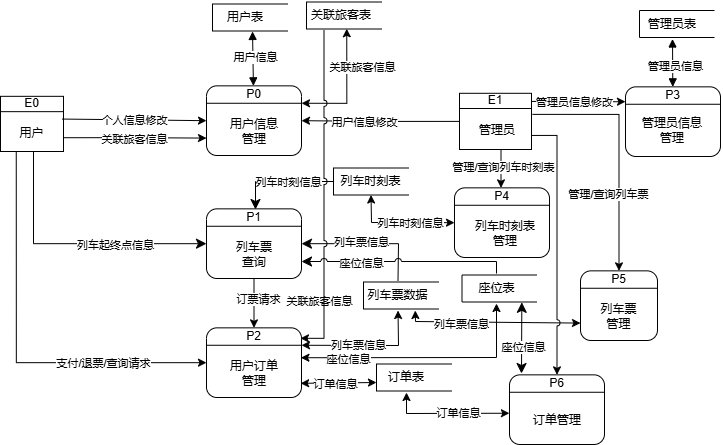 用户表
关联旅客表
管理员表
用户信息
关联旅客信息
管理员信息
E0
用户
P0
用户信息
管理
E1
管理员
P3
管理员信息
管理
个人信息修改
关联旅客信息
用户信息修改
管理员信息修改
管理/查询列车时刻表
管理/查询列车票
列车时刻信息
列车时刻表
P4
列车时刻表
管理
列车时刻信息
P1
列车票
查询
列车起终点信息
列车票信息
座位信息
P5
列车票
管理
座位表
列车票数据
订票请求
关联旅客信息
列车票信息
P2
用户订单
管理
列车票信息
座位信息
座位信息
支付/退票/查询请求
订单信息
订单表
P6
订单管理
订单信息